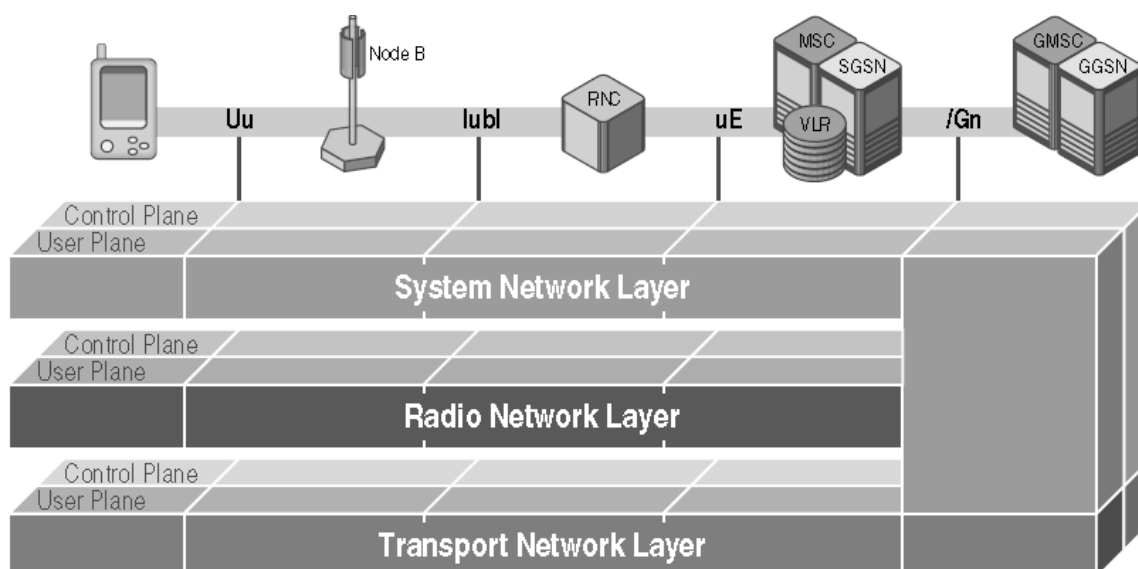 Node B
MSC
SGSN
GMSC
GGSN
RNC
VLR
Uu
IubI
uE
/Gn
Control Plane
User Plane
System Network Layer
Control Plane
User Plane
Radio Network Layer
Control Plane
User Plane
Transport Network Layer